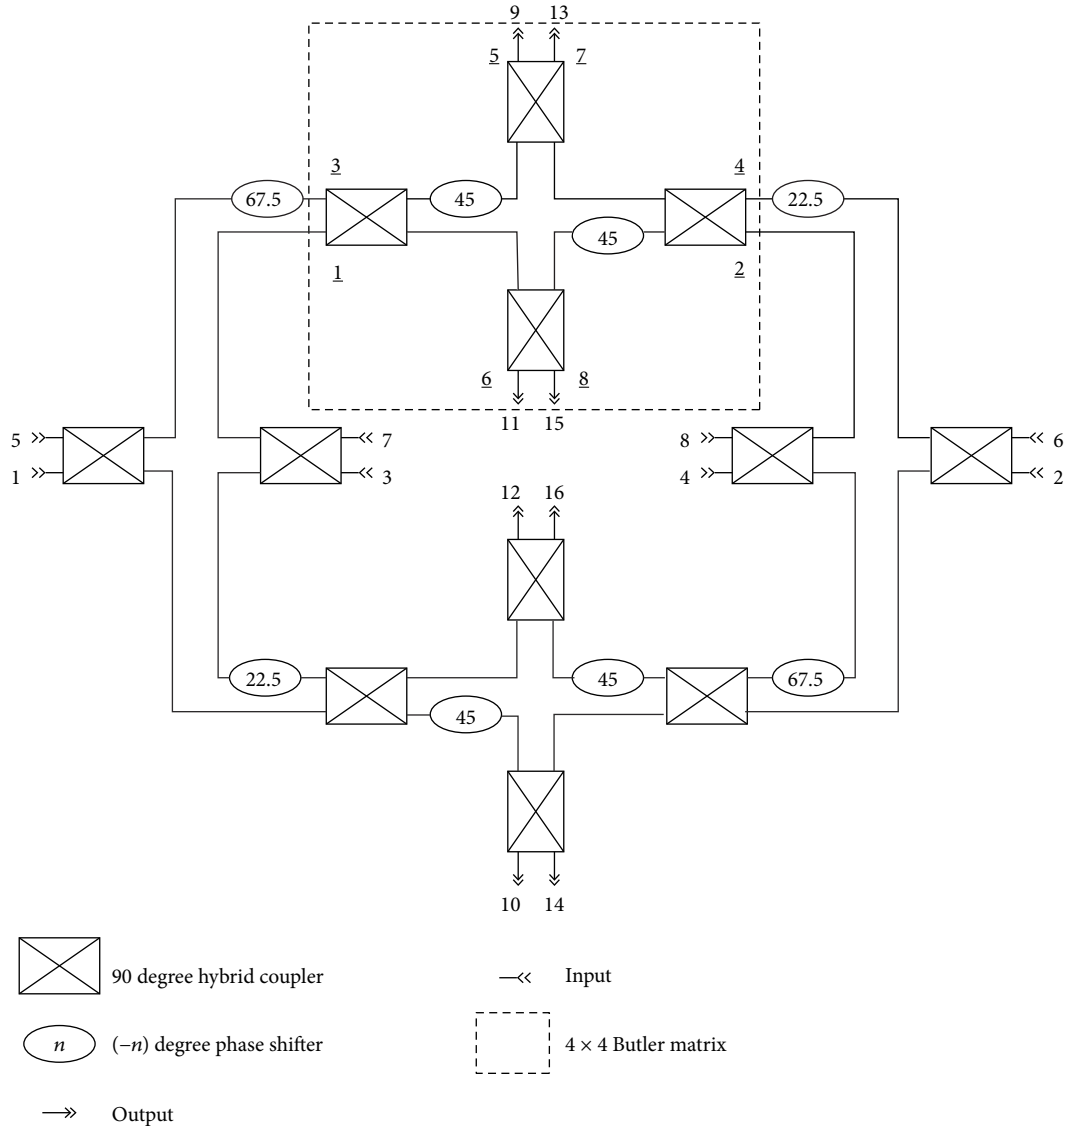 9 13
5 7
3 4
67.5 45 22.5
45
1 2
6 8
11 15
5 7 8 6
1 3 4 2
12 16
22.5 45 67.5
45
10 14
90 degree hybrid coupler
Input
n (−n) degree phase shifter
4 × 4 Butler matrix
Output